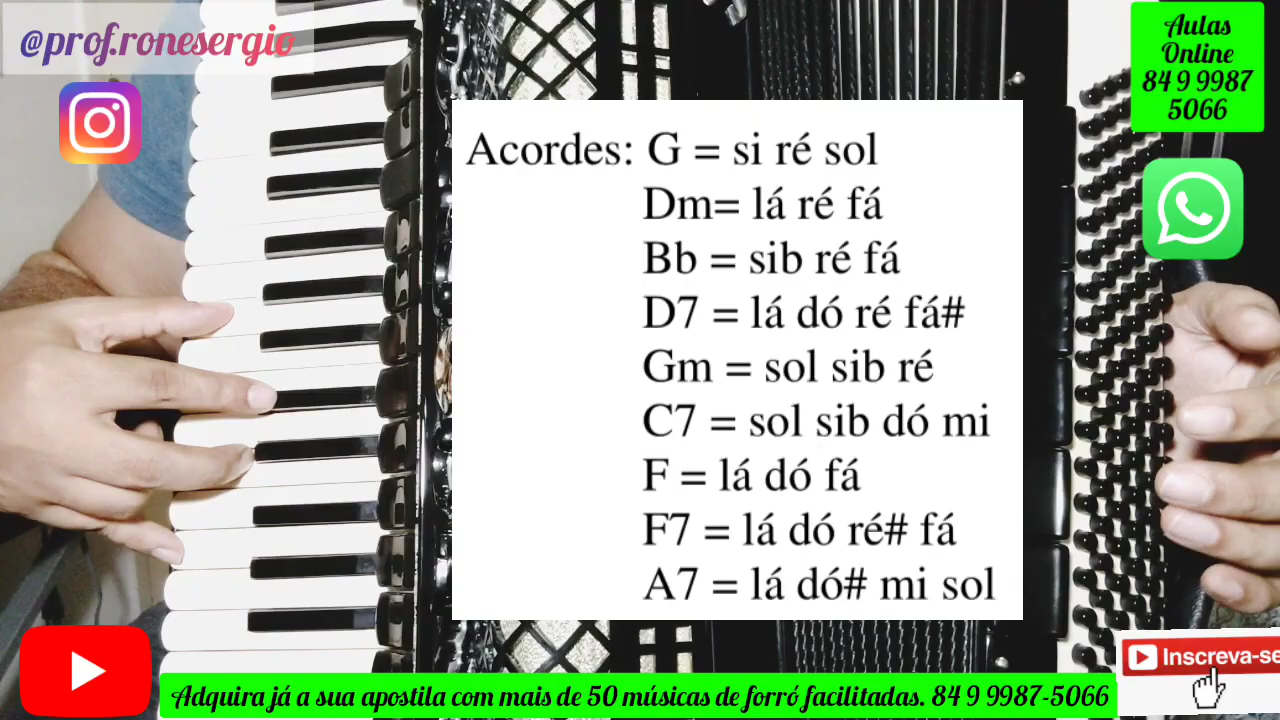 @prof.ronesergio
Aulas
Online
84 9 9987
5066
Acordes: G = si ré sol
Dm= lá ré fá
Bb = sib ré fá
D7 = lá dó ré fá#
Gm = sol sib ré
C7 = sol sib dó mi
F = lá dó fá
F7 = lá dó ré# fá
A7 = lá dó# mi sol
Inscreva-se
Adquira já a sua apostila com mais de 50 músicas de forró facilitadas. 84 9 9987-5066